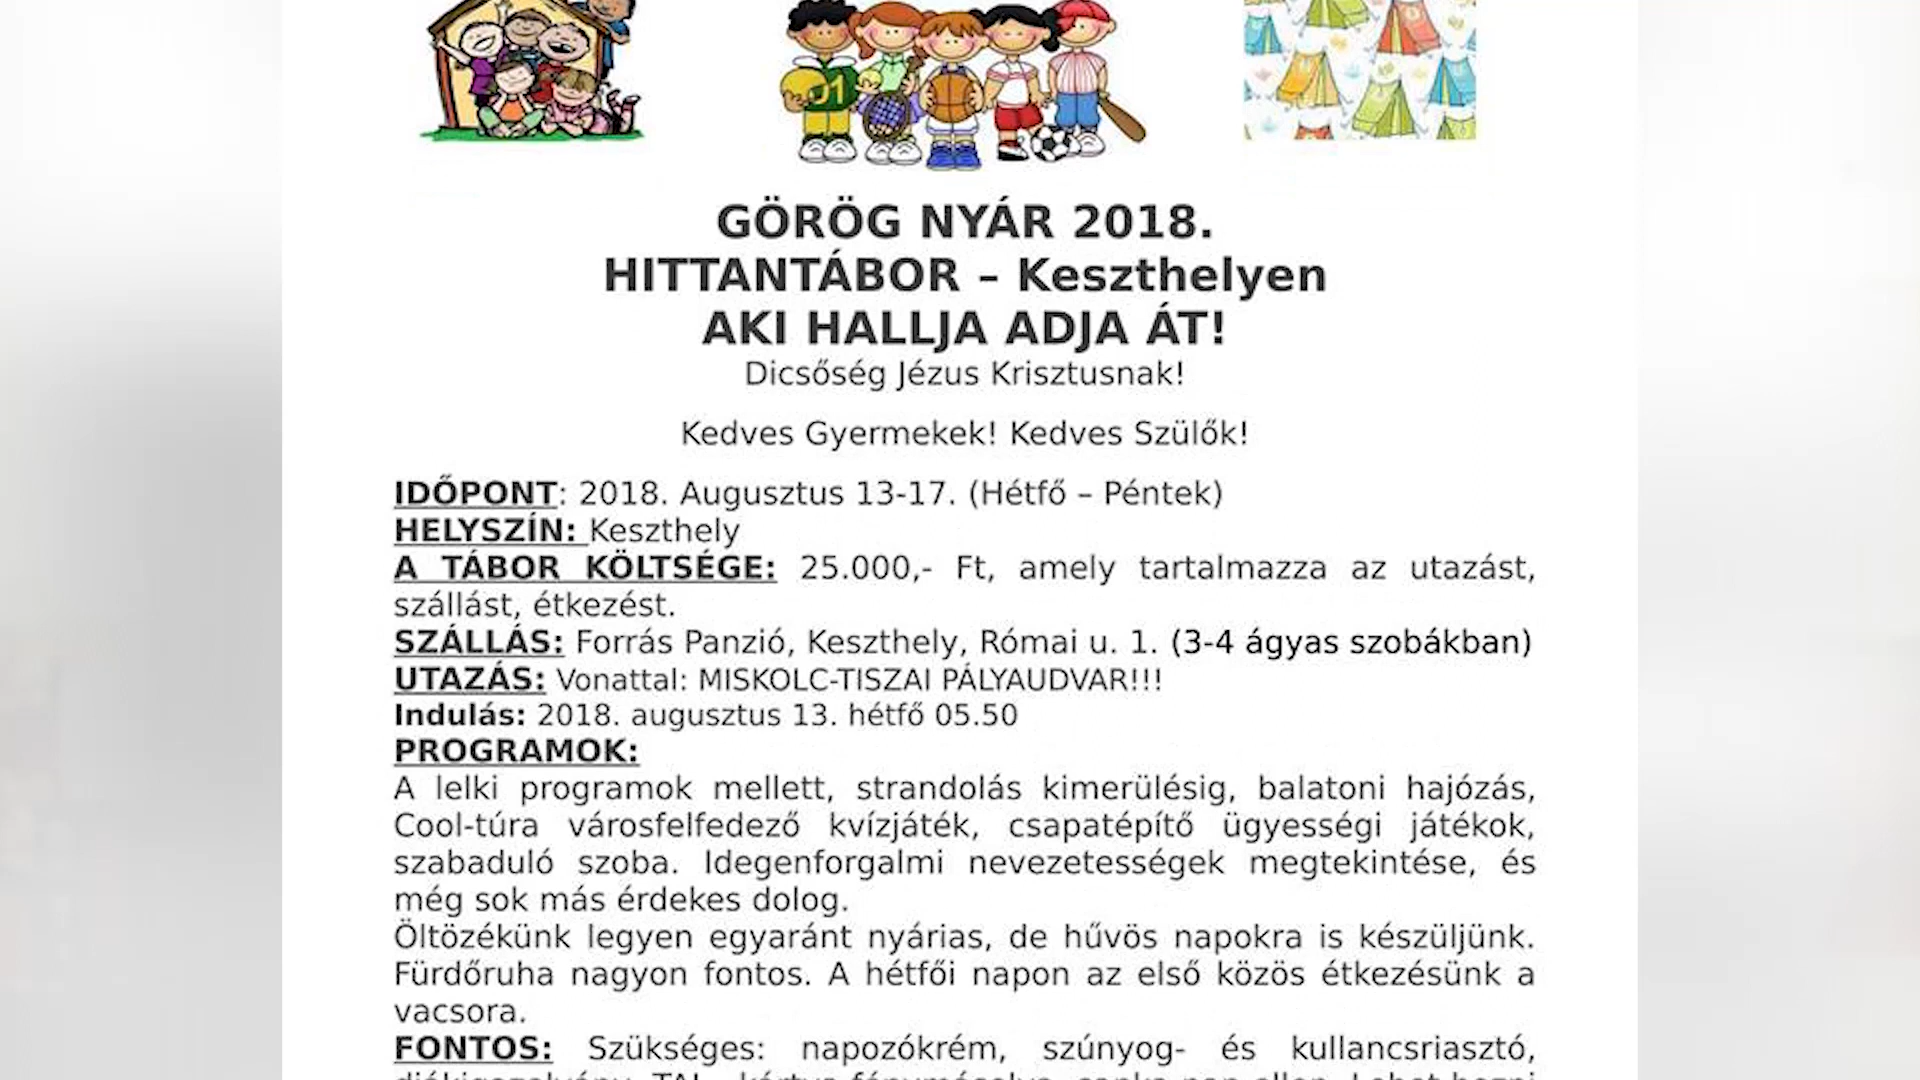 GÖRÖG NYÁR 2018.
HITTANTÁBOR – Keszthelyen
AKI HALLJA ADJA ÁT!
Dicsőség Jézus Krisztusnak!
Kedves Gyermekek! Kedves Szülők!
IDŐPONT: 2018. Augusztus 13-17. (Hétfő – Péntek)
HELYSZÍN: Keszthely
A TÁBOR KÖLTSÉGE: 25.000,- Ft, amely tartalmazza az utazást,
szállást, étkezést.
SZÁLLÁS: Forrás Panzió, Keszthely, Római u. 1. (3-4 ágyas szobákban)
UTAZÁS: Vonattal: MISKOLC-TISZAI PÁLYAUDVAR!!!
Indulás: 2018. augusztus 13. hétfő 05.50
PROGRAMOK:
A lelki programok mellett, strandolás kimerülésig, balatoni hajózás,
Cool-túra városfelfedező kvízjáték, csapatépítő ügyességi játékok,
szabaduló szoba. Idegenforgalmi nevezetességek megtekintése, és
még sok más érdekes dolog.
Öltözékünk legyen egyaránt nyárias, de hűvös napokra is készüljünk.
Fürdőruha nagyon fontos. A hétfői napon az első közös étkezésünk a
vacsora.
FONTOS: Szükséges: napozókrém, szúnyog- és kullancsriasztó,